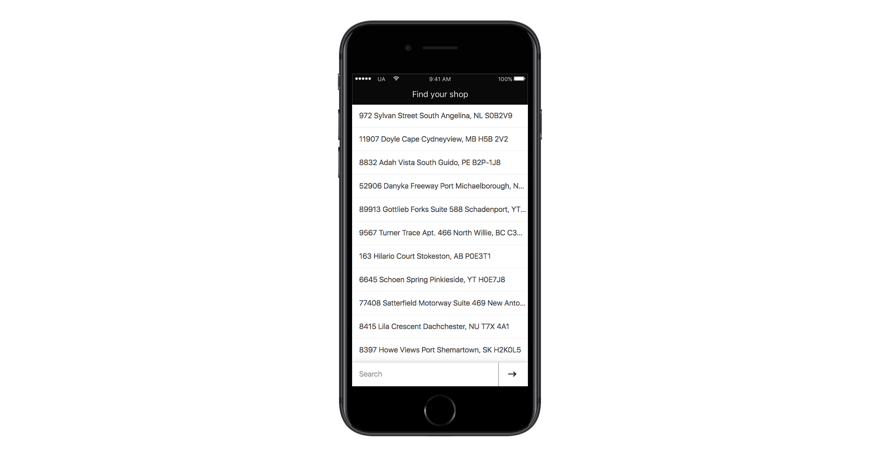 UA
9:41 AM
100%
Find your shop
972 Sylvan Street South Angelina, NL S0B2V9
11907 Doyle Cape Cydneyview, MB H5B 2V2
8832 Adah Vista South Guido, PE B2P-1J8
52906 Danyka Freeway Port Michaelborough, N...
89913 Gottlieb Forks Suite 588 Schadenport, YT...
9567 Turner Trace Apt. 466 North Willie, BC C3...
163 Hilario Court Stokeston, AB P0E3T1
6645 Schoen Spring Pinkieside, YT H0E7J8
77408 Satterfield Motorway Suite 469 New Anto...
8415 Lila Crescent Dachchester, NU T7X 4A1
8397 Howe Views Port Shemartown, SK H2K0L5
Search